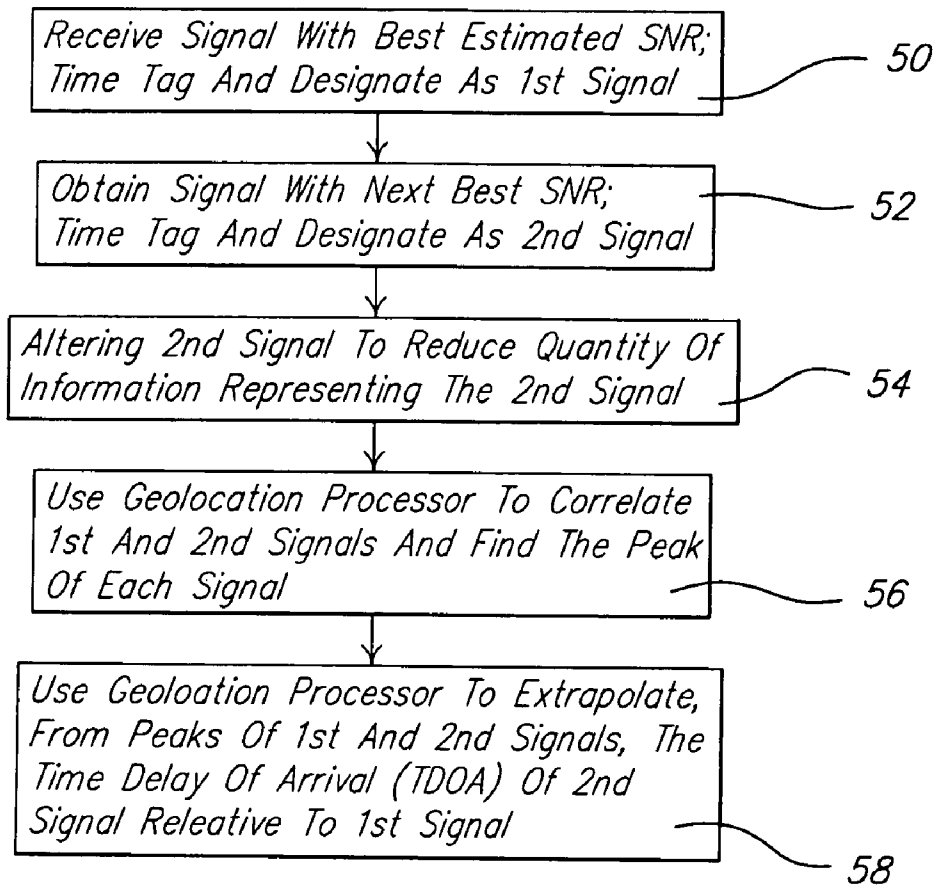 Receive Signal With Best Estimated SNR;
Time Tag And Designate As 1st Signal
50
Obtain Signal With Next Best SNR;
Time Tag And Designate As 2nd Signal
52
Altering 2nd Signal To Reduce Quantity Of
Information Representing The 2nd Signal
54
Use Geolocation Processor To Correlate
1st And 2nd Signals And Find The Peak
Of Each Signal
56
Use Geoloation Processor To Extrapolate,
From Peaks Of 1st And 2nd Signals, The
Time Delay Of Arrival (TDOA) Of 2nd
Signal Releative To 1st Signal
58